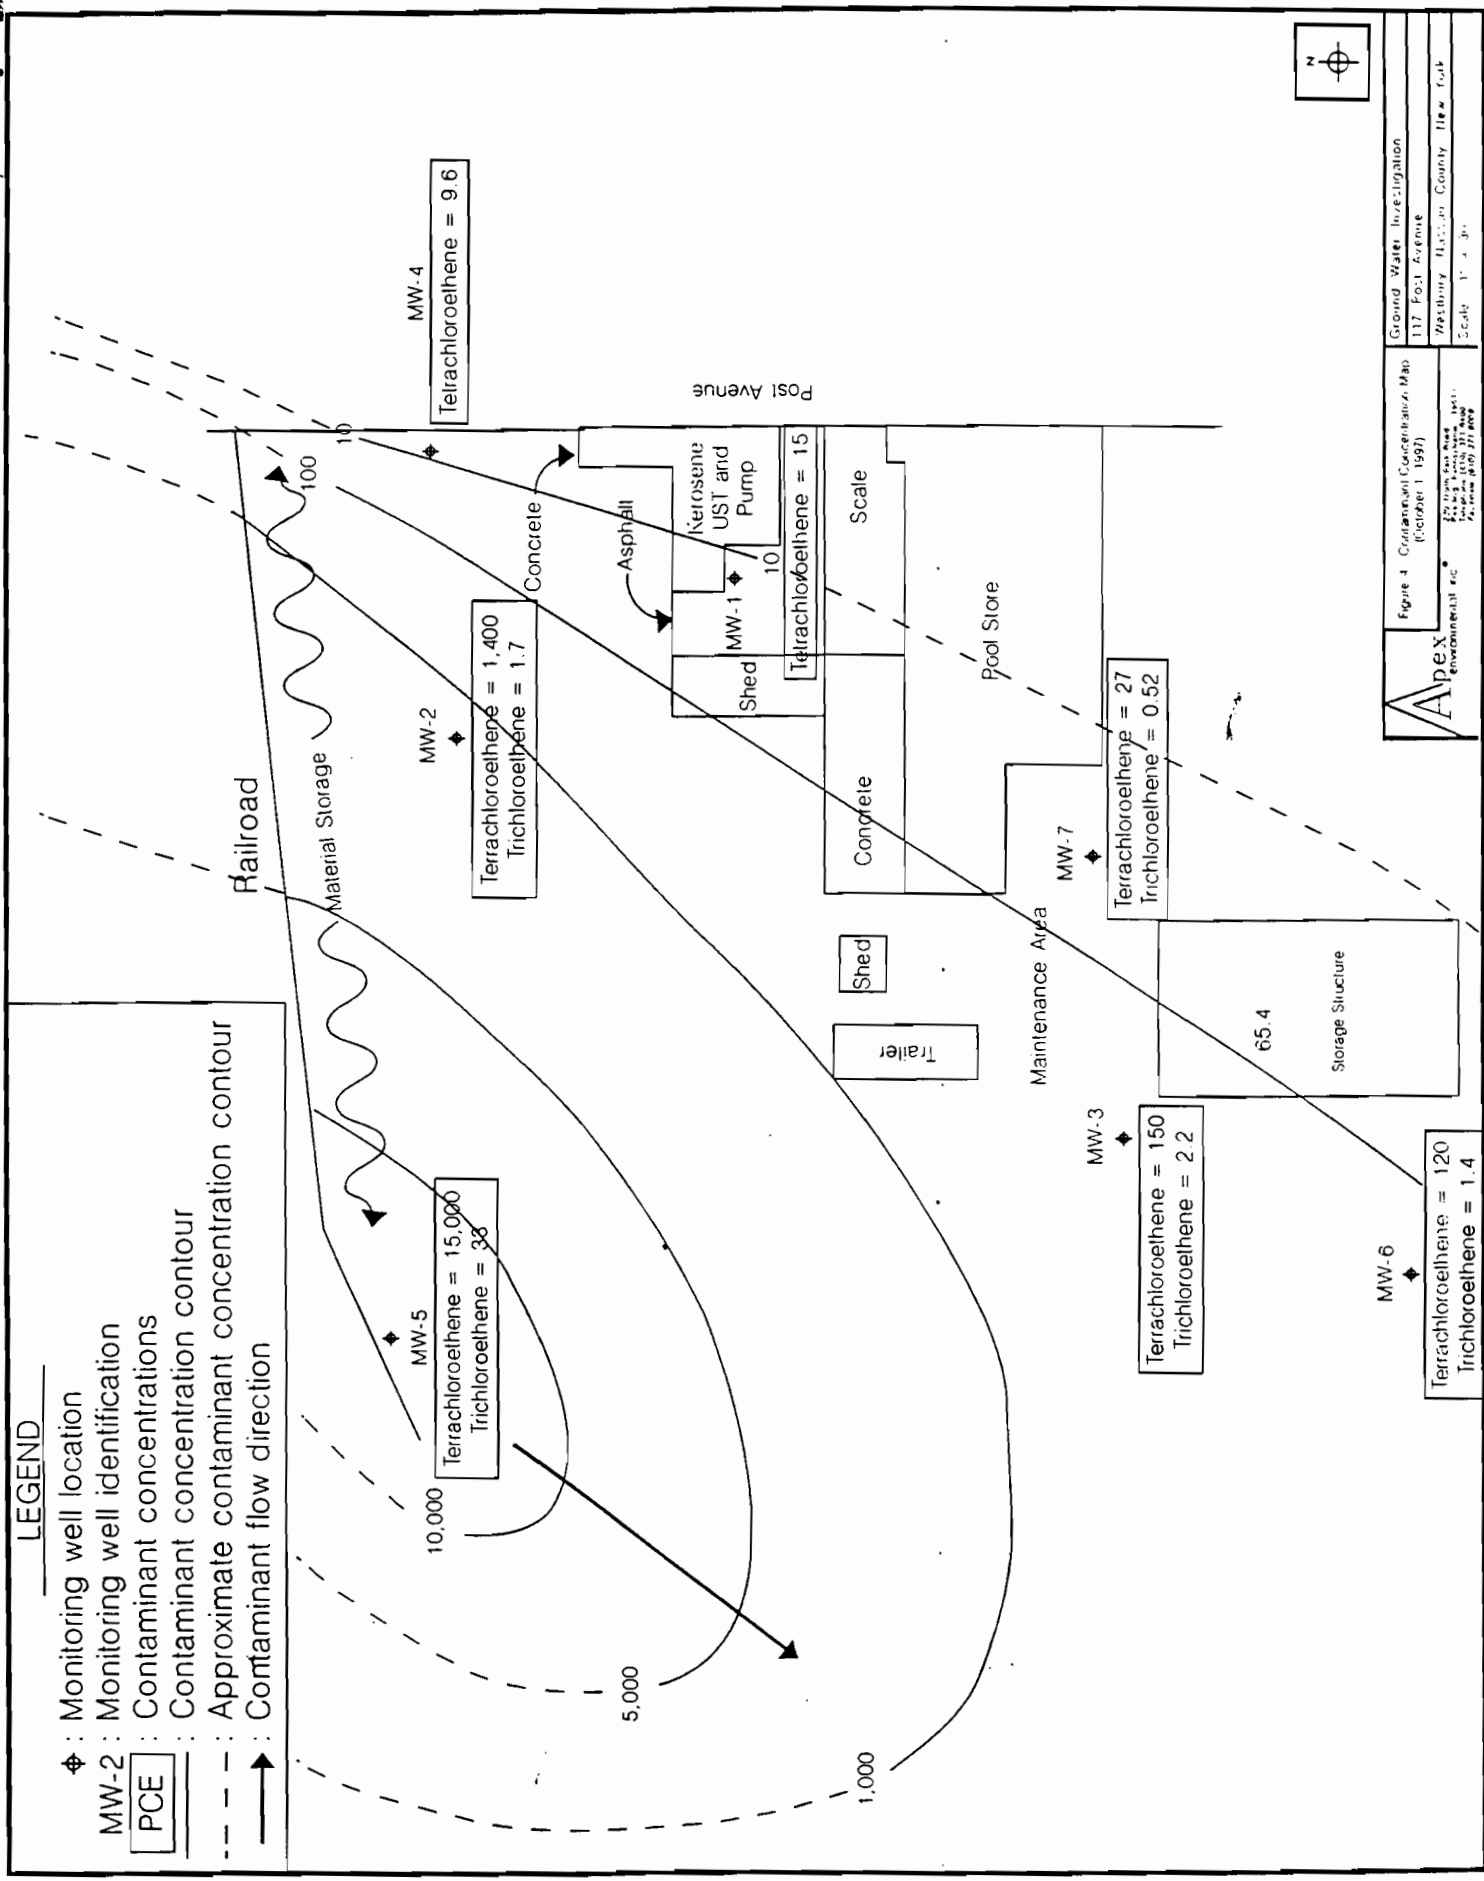 LEGEND
: Monitoring well location
MW-2 : Monitoring well identification
PCE : Contaminant concentrations
: Contaminant concentration contour
: Approximate contaminant concentration contour
: Contaminant flow direction
Railroad
Material Storage
MW-4
Tetrachloroethene = 9.6
10
100
MW-2
Terrachloroethene = 1,400
Trichloroethene = 1.7
Concrete
Asphalt
Kerosene
UST and
Pump
Post Avenue
MW-1
10
Tetrachloroethene = 15
Shed
Scale
Concrete
Pool Store
MW-5
Terrachloroethene = 15,000
Trichloroethene = 33
10,000
5,000
1,000
Shed
Trailer
Maintenance Area
MW-7
Terrachloroethene = 27
Trichloroethene = 0.52
MW-3
Terrachloroethene = 150
Trichloroethene = 2.2
65.4
Storage Structure
MW-6
Terrachloroethene = 120
Trichloroethene = 1.4
N
Apex
environmental inc
Figure 4 Contaminant Concentration Map
(October 1 1997)
Ground Water Investigation
117 Post Avenue
Westbury Nassau County New York
Scale